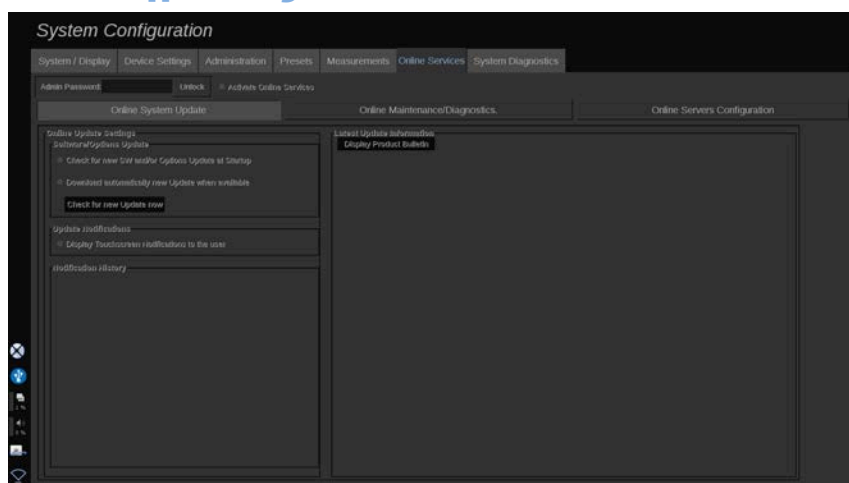 System Configuration
System / Display Device Settings Administration Presets Measurements Online Services System Diagnostics
Admin Password: Unlock Activate Online Services
Online System Update Online Maintenance/Diagnostics. Online Servers Configuration
Online Update Settings
Software/Options Update
Check for new SW and/or Options Update at Startup
Download automatically new Update when available
Check for new Update now
Update Notifications
Display Touchscreen Notifications to the user
Notification History
Latest Update Information
Display Product Bulletin